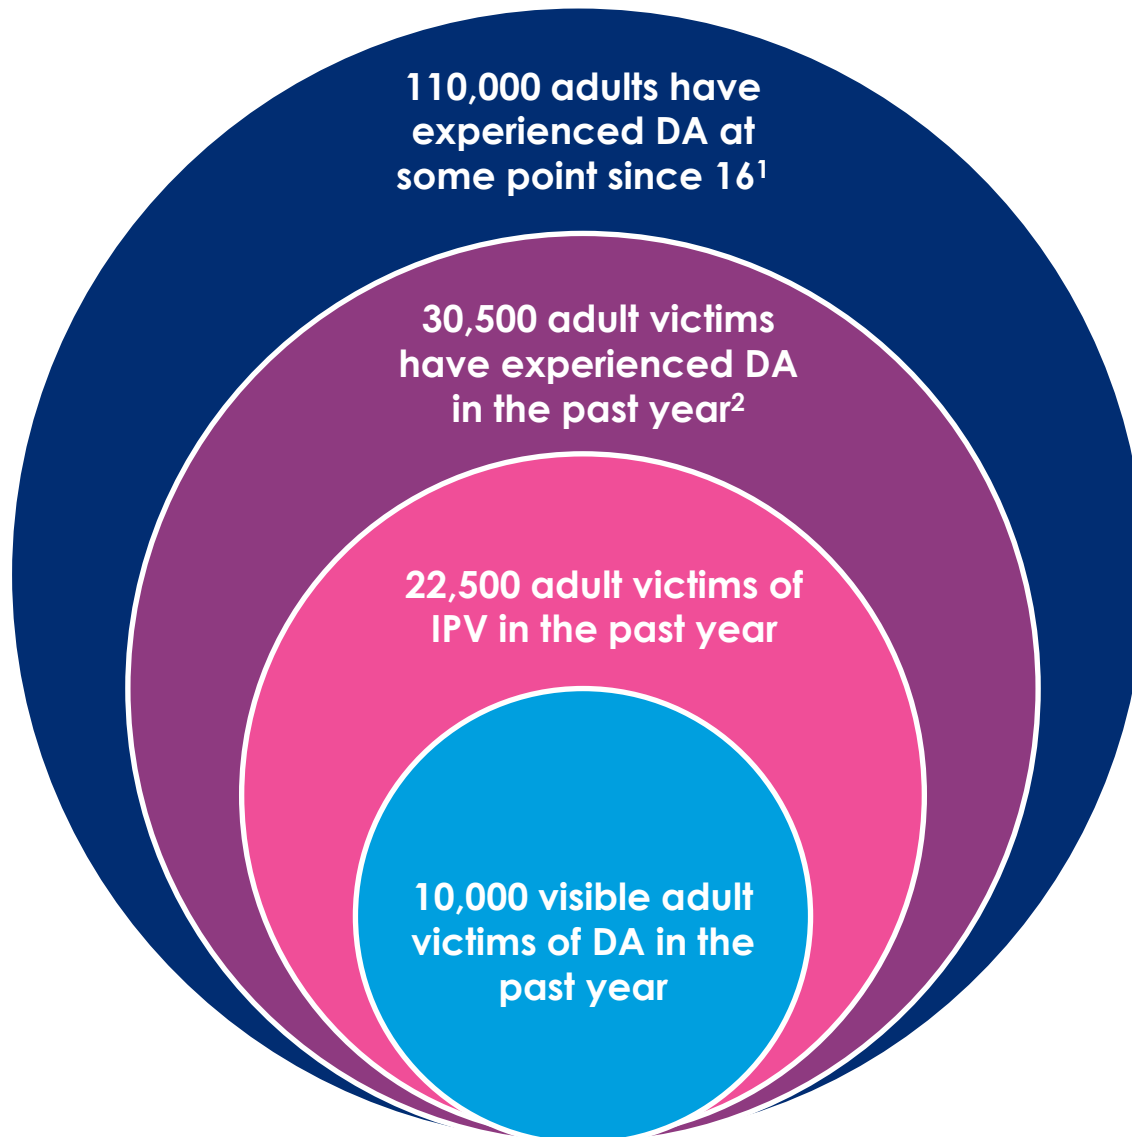 110,000 adults have
experienced DA at
some point since 16¹
30,500 adult victims
have experienced DA
in the past year²
22,500 adult victims of
IPV in the past year
10,000 visible adult
victims of DA in the
past year